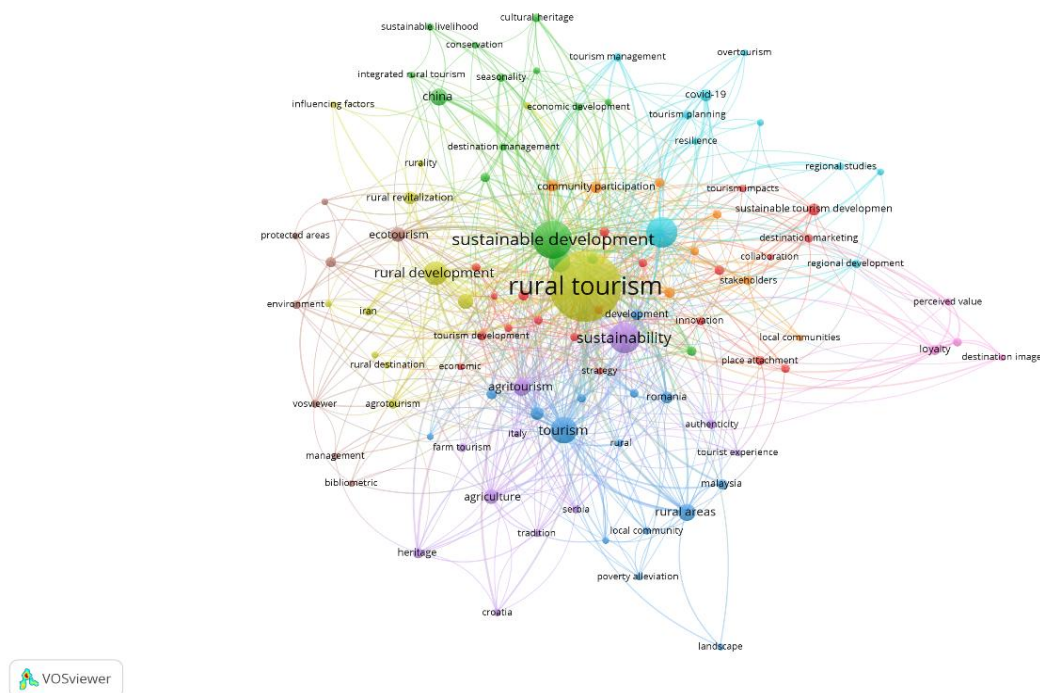 cultural heritage
sustainable livelihood
conservation
overtourism
tourism management
integrated rural tourism
seasonality
china
covid-19
influencing factors
economic development
tourism planning
resilience
destination management
rurality
regional studies
community participation
tourism impacts
rural revitalization
sustainable tourism developmen
protected areas
ecotourism
sustainable development
destination marketing
collaboration
regional development
rural development
stakeholders
rural tourism
environment
iran
development
innovation
perceived value
tourism development
sustainability
local communities
loyalty
destination image
rural destination
economic
strategy
place attachment
agritourism
vosviewer
agrotourism
romania
authenticity
italy
tourism
farm tourism
rural
tourist experience
management
bibliometric
malaysia
agriculture
serbia
rural areas
tradition
local community
heritage
poverty alleviation
croatia
landscape
VOSviewer